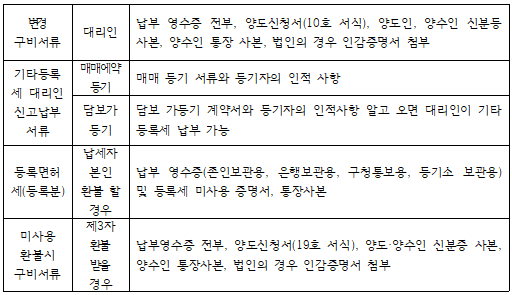 변경
구비서류
대리인
납부 영수증 전부, 양도신청서(10호 서식), 양도인, 양수인 신분등
사본, 양수인 통장 사본, 법인의 경우 인감증명서 첨부
기타등록
세 대리인
신고납부
서류
매매예약
등기
매매 등기 서류와 등기자의 인적 사항
담보가
등기
담보 가등기 계약서와 등기자의 인적사항 알고 오면 대리인이 기타
등록세 납부 가능
등록면허
세(등록분)
납세자
본인
환불 할
경우
납부 영수증(존인보관용, 은행보관용, 구청통보용, 등기소 보관용)
및 등록세 미사용 증명서, 통장사본
미사용
환불시
구비서류
제3자
환불
받을
경우
납부영수증 전부, 양도신청서(19호 서식), 양도·양수인 신분증 사본,
양수인 통장사본, 법인의 경우 인감증명서 첨부